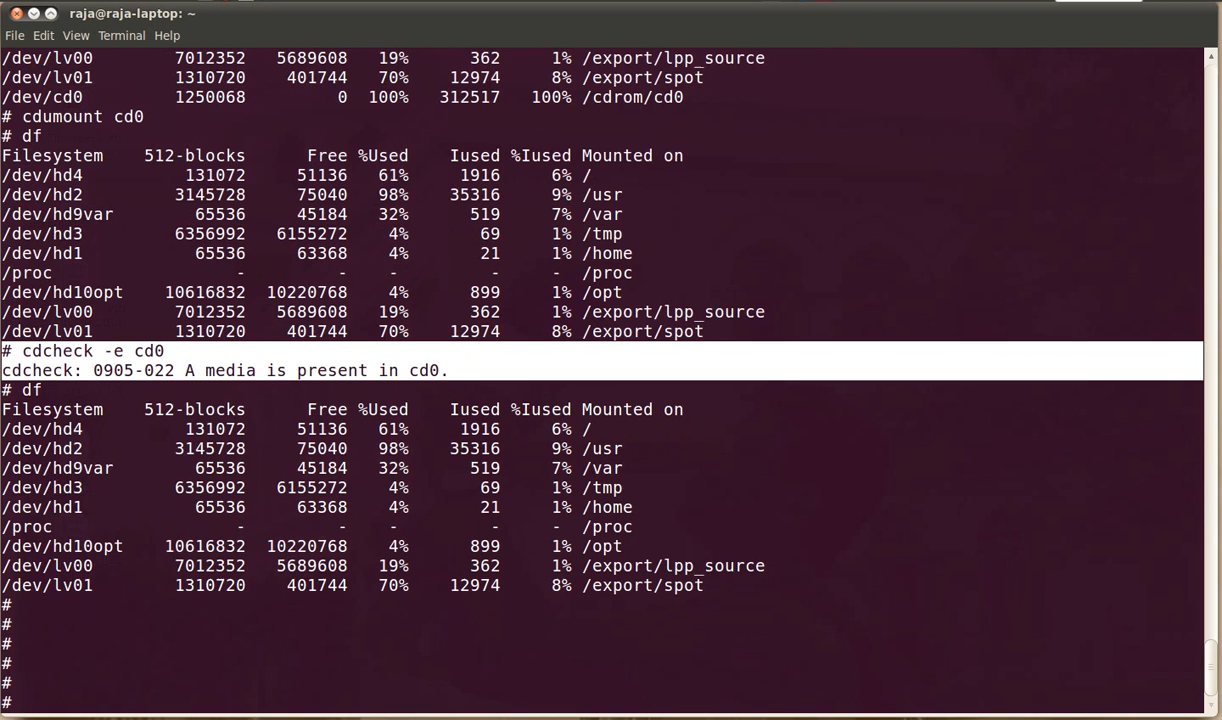 raja@raja-laptop: ~
File Edit View Terminal Help
/dev/lv00 7012352 5689608 19% 362 1% /export/lpp_source
/dev/lv01 1310720 401744 70% 12974 8% /export/spot
/dev/cd0 1250068 0 100% 312517 100% /cdrom/cd0
# cdumount cd0
# df
Filesystem 512-blocks Free %Used Iused %Iused Mounted on
/dev/hd4 131072 51136 61% 1916 6% /
/dev/hd2 3145728 75040 98% 35316 9% /usr
/dev/hd9var 65536 45184 32% 519 7% /var
/dev/hd3 6356992 6155272 4% 69 1% /tmp
/dev/hd1 65536 63368 4% 21 1% /home
/proc - - - - - /proc
/dev/hd10opt 10616832 10220768 4% 899 1% /opt
/dev/lv00 7012352 5689608 19% 362 1% /export/lpp_source
/dev/lv01 1310720 401744 70% 12974 8% /export/spot
# cdcheck -e cd0
cdcheck: 0905-022 A media is present in cd0.
# df
Filesystem 512-blocks Free %Used Iused %Iused Mounted on
/dev/hd4 131072 51136 61% 1916 6% /
/dev/hd2 3145728 75040 98% 35316 9% /usr
/dev/hd9var 65536 45184 32% 519 7% /var
/dev/hd3 6356992 6155272 4% 69 1% /tmp
/dev/hd1 65536 63368 4% 21 1% /home
/proc - - - - - /proc
/dev/hd10opt 10616832 10220768 4% 899 1% /opt
/dev/lv00 7012352 5689608 19% 362 1% /export/lpp_source
/dev/lv01 1310720 401744 70% 12974 8% /export/spot
#
#
#
#
#
#